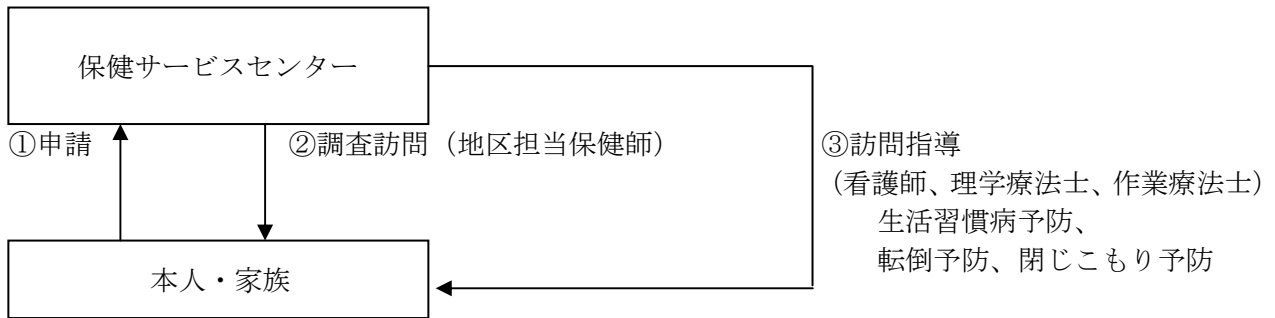 保健サービスセンター
①申請
②調査訪問（地区担当保健師）
③訪問指導
（看護師、理学療法士、作業療法士）
生活習慣病予防、
転倒予防、閉じこもり予防
本人・家族